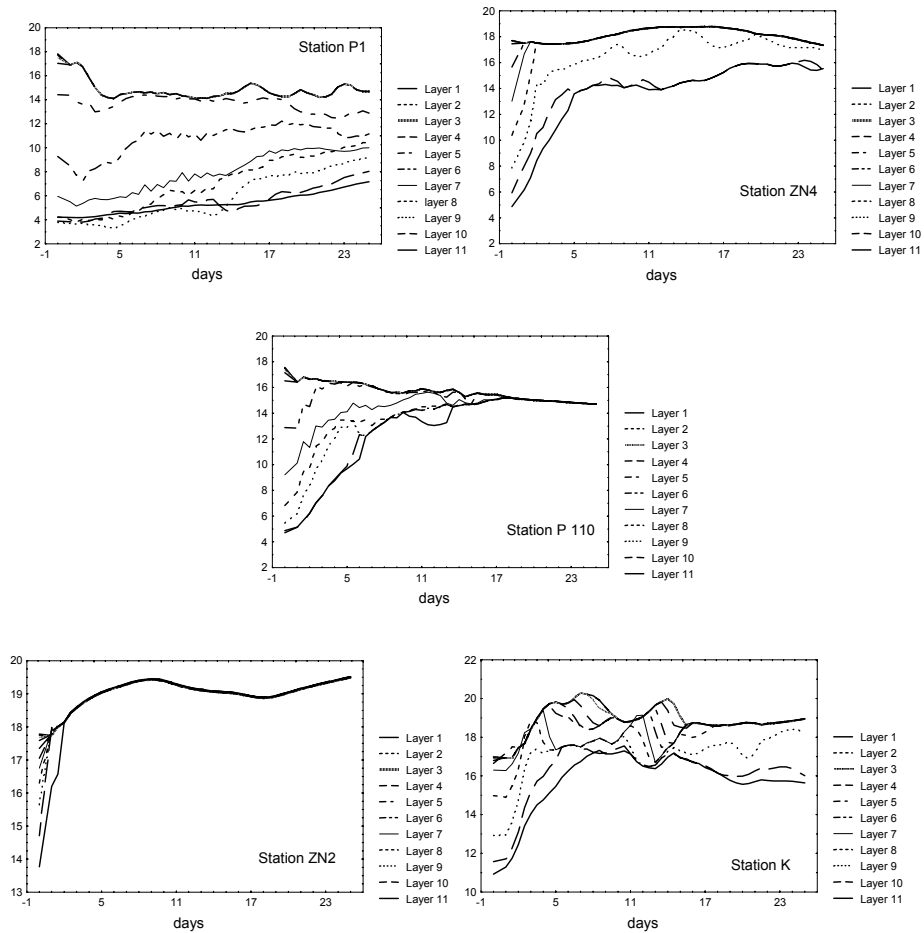 20
18
16
14
12
10
8
6
4
2
-1
5
11
17
23
days
Station P1
Layer 1
Layer 2
Layer 3
Layer 4
Layer 5
Layer 6
Layer 7
layer 8
Layer 9
Layer 10
Layer 11
20
18
16
14
12
10
8
6
4
2
-1
5
11
17
23
days
Station ZN4
Layer 1
Layer 2
Layer 3
Layer 4
Layer 5
Layer 6
Layer 7
Layer 8
Layer 9
Layer 10
Layer 11
20
18
16
14
12
10
8
6
4
2
-1
5
11
17
23
days
Station P 110
Layer 1
Layer 2
Layer 3
Layer 4
Layer 5
Layer 6
Layer 7
Layer 8
Layer 9
Layer 10
Layer 11
20
19
18
17
16
15
14
13
-1
5
11
17
23
days
Station ZN2
Layer 1
Layer 2
Layer 3
Layer 4
Layer 5
Layer 6
Layer 7
Layer 8
Layer 9
Layer 10
Layer 11
22
20
18
16
14
12
10
-1
5
11
17
23
days
Station K
Layer 1
Layer 2
Layer 3
Layer 4
Layer 5
Layer 6
Layer 7
Layer 8
Layer 9
Layer 10
Layer 11